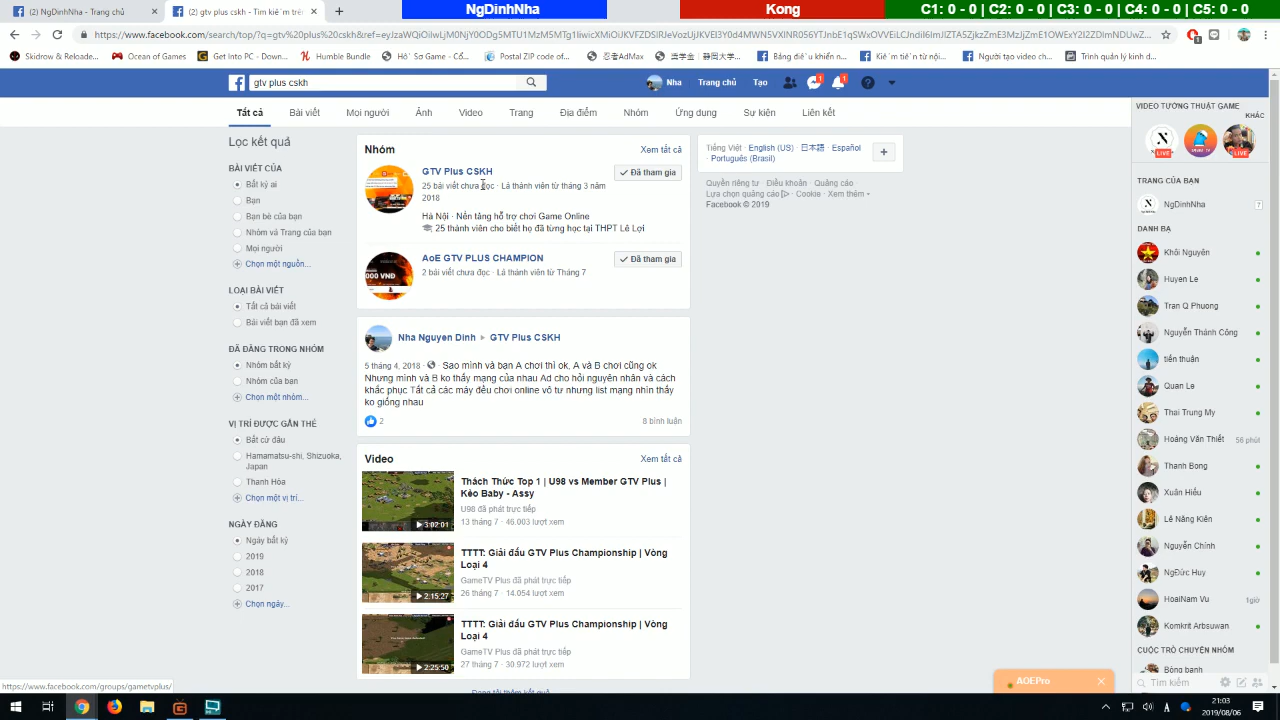 (2) NgDinhNha - Trang chủ
(2) gtv plus cskh - Tìm kiếm trên
NgDinhNha
Kong
C1: 0 - 0 | C2: 0 - 0 | C3: 0 - 0 | C4: 0 - 0 | C5: 0 - 0
Skidrow & Reloade...
Ocean of Games
Get Into PC - Down...
Humble Bundle
Hồ Sơ Game - Cổ...
Postal ZIP code of...
忍者AdMax
奨学金 | 静岡大学...
Bảng điều khiển n...
Kiếm tiền từ nội...
Người tạo video ch...
Trình quản lý kinh d...
gtv plus cskh
Nha
Trang chủ
Tạo
1
1
Tất cả
Bài viết
Mọi người
Ảnh
Video
Trang
Địa điểm
Nhóm
Ứng dụng
Sự kiện
Liên kết
Lọc kết quả
BÀI VIẾT CỦA
Bất kỳ ai
Bạn
Bạn bè của bạn
Nhóm và Trang của bạn
Mọi người
Chọn một nguồn...
LOẠI BÀI VIẾT
Tất cả bài viết
Bài viết bạn đã xem
ĐÃ ĐĂNG TRONG NHÓM
Nhóm bất kỳ
Nhóm của bạn
Chọn một nhóm...
VỊ TRÍ ĐƯỢC GẮN THẺ
Bất cứ đâu
Hamamatsu-shi, Shizuoka,
Japan
Thanh Hóa
Chọn một vị trí...
NGÀY ĐĂNG
Ngày bất kỳ
2019
2018
2017
Chọn ngày...
Nhóm
Xem tất cả
GTV Plus CSKH
25 bài viết chưa đọc · Là thành viên từ tháng 3 năm
2018
Hà Nội · Nền tảng hỗ trợ chơi Game Online
25 thành viên cho biết họ đã từng học tại THPT Lê Lợi
Đã tham gia
AoE GTV PLUS CHAMPION
2 bài viết chưa đọc · Là thành viên từ Tháng 7
Đã tham gia
000 VNĐ
Nha Nguyen Dinh ▸ GTV Plus CSKH
5 tháng 4, 2018 · Sao mình và bạn A chơi thì ok, A và B chơi cũng ok
Nhưng mình và B ko thấy mạng của nhau Ad cho hỏi nguyên nhân và cách
khắc phục Tất cả các máy đều chơi online vô tư nhưng list mạng nhìn thấy
ko giống nhau
2
8 bình luận
Video
Xem tất cả
3:02:01
Thách Thức Top 1 | U98 vs Member GTV Plus |
Kèo Baby - Assy
U98 đã phát trực tiếp
13 tháng 7 · 46.003 lượt xem
2:15:27
TTTT: Giải đấu GTV Plus Championship | Vòng
Loại 4
GameTV Plus đã phát trực tiếp
26 tháng 7 · 14.054 lượt xem
2:25:50
TTTT: Giải đấu GTV Plus Championship | Vòng
Loại 4
GameTV Plus đã phát trực tiếp
27 tháng 7 · 30.972 lượt xem
Đang tải thêm kết quả
Tiếng Việt · English (US) · 日本語 · Español
· Português (Brasil)
Quyền riêng tư · Điều khoản · Quảng cáo ·
Lựa chọn quảng cáo · Cookie · Xem thêm
Facebook © 2019
VIDEO TƯỜNG THUẬT GAME
KHÁC
LIVE
LIVE
TRANG CỦA BẠN
NgDinhNha
7
DANH BẠ
Khôi Nguyên
Huyen Le
Tran Q Phuong
Nguyễn Thành Công
tiến thuận
Quan Le
Thai Trung My
Hoàng Văn Thiết
56 phút
Thanh Bong
Xuân Hiếu
Lê Năng Kiên
Nguyễn Chính
NgĐức Huy
HoaiNam Vu
1giờ
Komkrit Arbsuwan
CUỘC TRÒ CHUYỆN NHÓM
Bóng banh
Tìm kiếm
AOEPro
https://www.facebook.com/groups/gametvplus/
21:03
2019/08/06